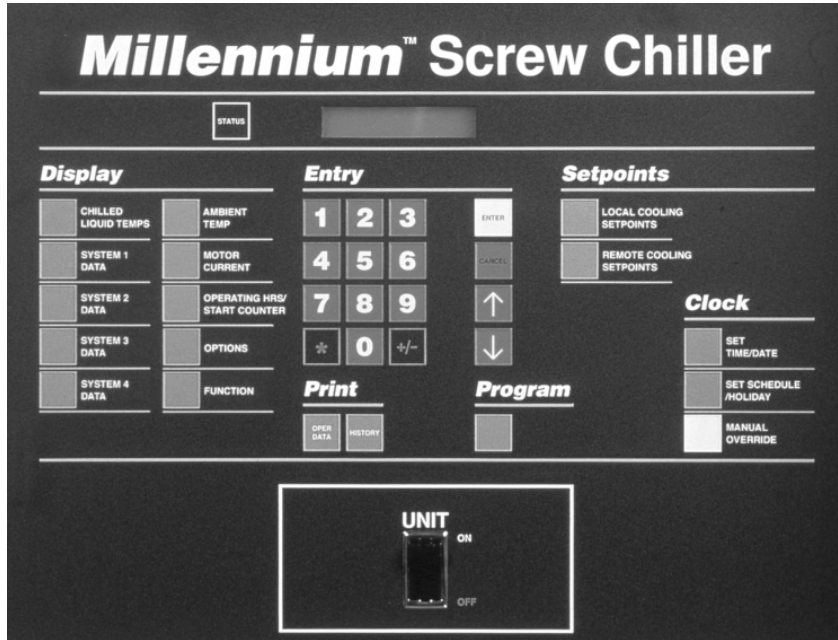 Millennium™ Screw Chiller
STATUS
Display
CHILLED
LIQUID TEMPS
SYSTEM 1
DATA
SYSTEM 2
DATA
SYSTEM 3
DATA
SYSTEM 4
DATA
AMBIENT
TEMP
MOTOR
CURRENT
OPERATING HRS/
START COUNTER
OPTIONS
FUNCTION
Entry
1 2 3
4 5 6
7 8 9
* 0 +/-
ENTER
CANCEL
↑
↓
Print
OPER
DATA
HISTORY
Program
Setpoints
LOCAL COOLING
SETPOINTS
REMOTE COOLING
SETPOINTS
Clock
SET
TIME/DATE
SET SCHEDULE
/HOLIDAY
MANUAL
OVERRIDE
UNIT
ON
OFF